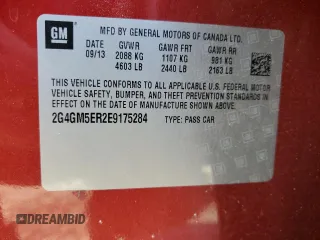 GM
MFD BY GENERAL MOTORS OF CANADA LTD.
DATE GVWR GAWR FRT GAWR RR
09/13 2088 KG 1107 KG 981 KG
4603 LB 2440 LB 2163 LB
THIS VEHICLE CONFORMS TO ALL APPLICABLE U.S. FEDERAL MOTOR
VEHICLE SAFETY, BUMPER, AND THEFT PREVENTION STANDARDS IN
EFFECT ON THE DATE OF MANUFACTURE SHOWN ABOVE.
2G4GM5ER2E9175284 TYPE: PASS CAR
DREAMBID